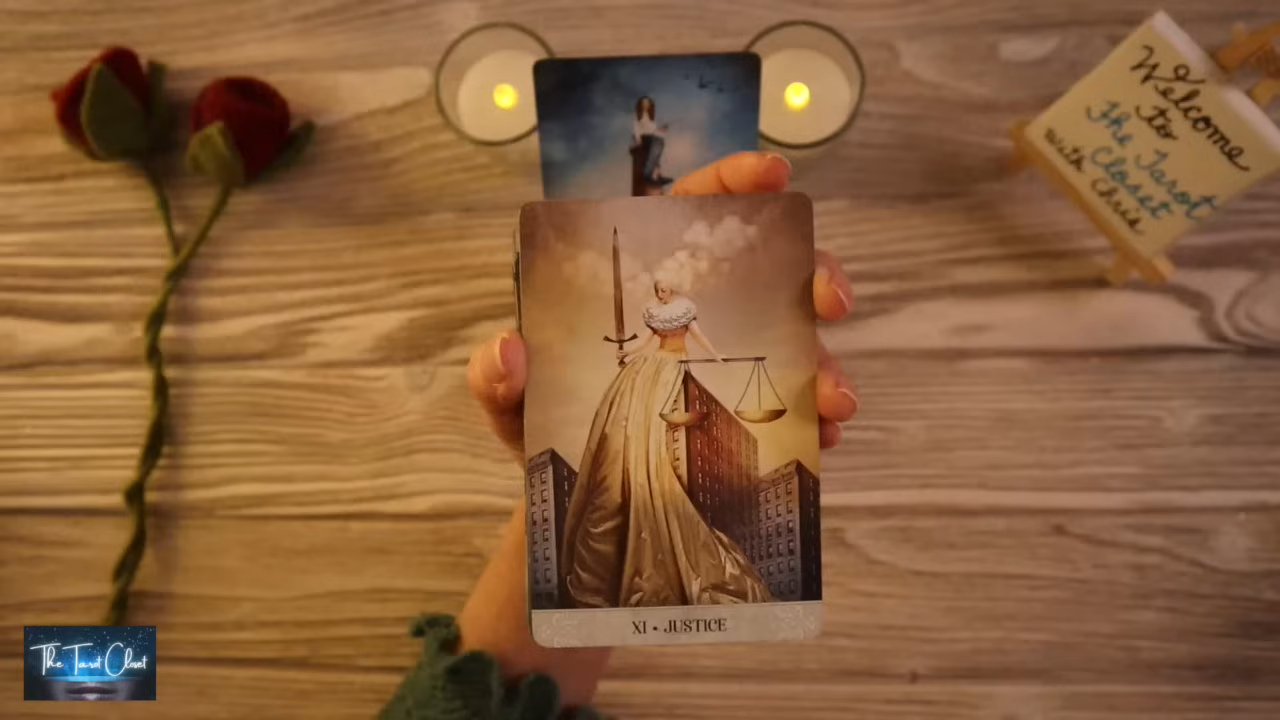 Welcome
To
The Tarot
Closet
with Chris
XI • JUSTICE
The Tarot Closet